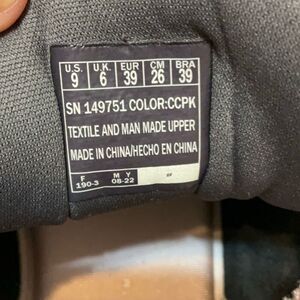 U.S. U.K. EUR CM BRA
9 6 39 26 39
SN 149751 COLOR:CCPK
TEXTILE AND MAN MADE UPPER
MADE IN CHINA/HECHO EN CHINA
F M Y
190-3 08-22